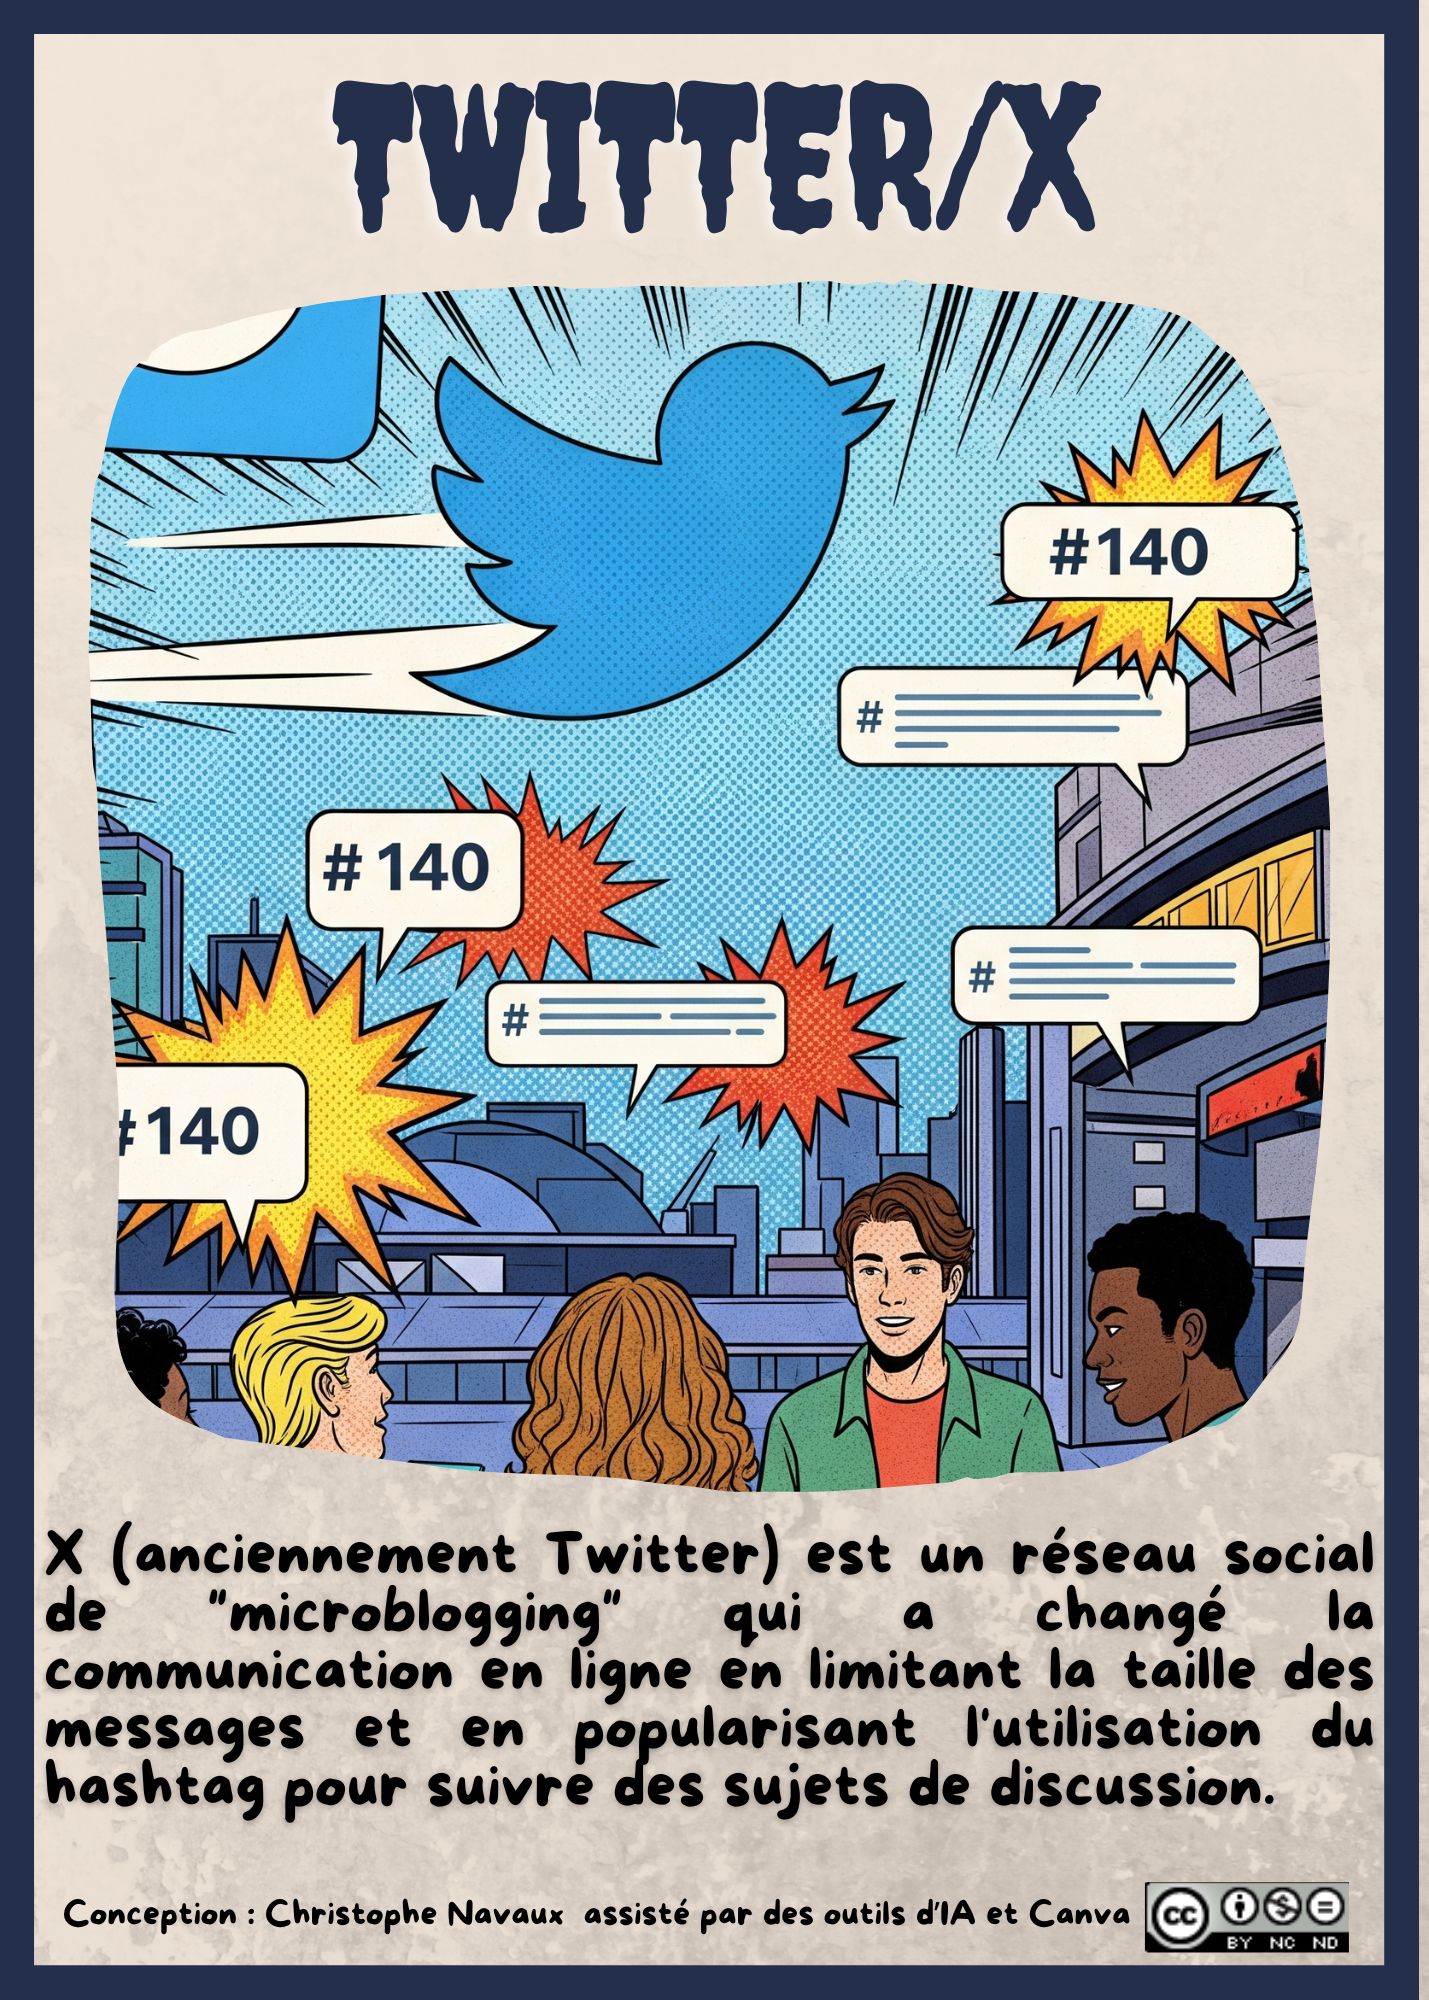 TWITTER/X
#140
#
#140
#
#
#140
X (anciennement Twitter) est un réseau social
de "microblogging" qui a changé la
communication en ligne en limitant la taille des
messages et en popularisant l'utilisation du
hashtag pour suivre des sujets de discussion.
Conception : Christophe Navaux assisté par des outils d'IA et Canva
cc
BY NC ND